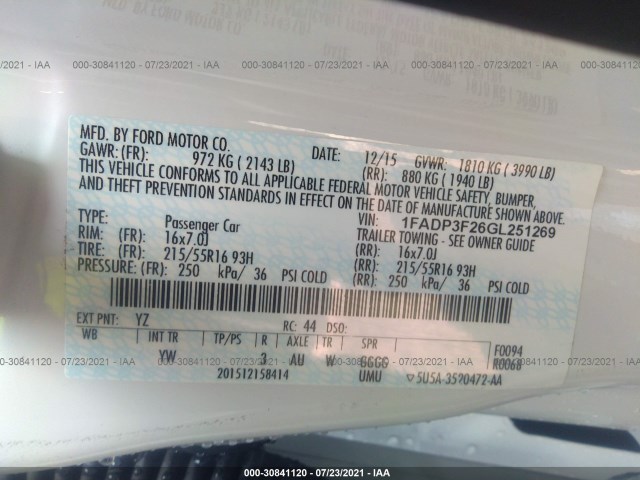 000-30841120 - 07/23/2021 - IAA
MFD. BY FORD MOTOR CO.
DATE: 12/15 GVWR: 1810 KG ( 3990 LB)
GAWR: (FR): 972 KG ( 2143 LB) (RR): 880 KG ( 1940 LB)
THIS VEHICLE CONFORMS TO ALL APPLICABLE FEDERAL MOTOR VEHICLE SAFETY, BUMPER,
AND THEFT PREVENTION STANDARDS IN EFFECT ON THE DATE OF MANUFACTURE SHOWN ABOVE.
VIN: 1FADP3F26GL251269
TYPE: Passenger Car TRAILER TOWING - SEE OWNER GUIDE
RIM: (FR): 16x7.0J (RR): 16x7.0J
TIRE: (FR): 215/55R16 93H (RR): 215/55R16 93H
PRESSURE: (FR): 250 kPa/ 36 PSI COLD (RR): 250 kPa/ 36 PSI COLD
EXT PNT: YZ RC: 44 DSO:
WB INT TR TP/PS R AXLE TR SPR F0094
YW 3 AU W GGGG R0068
201512158414 UMU 5U5A-3520472-AA
000-30841120 - 07/23/2021 - IAA